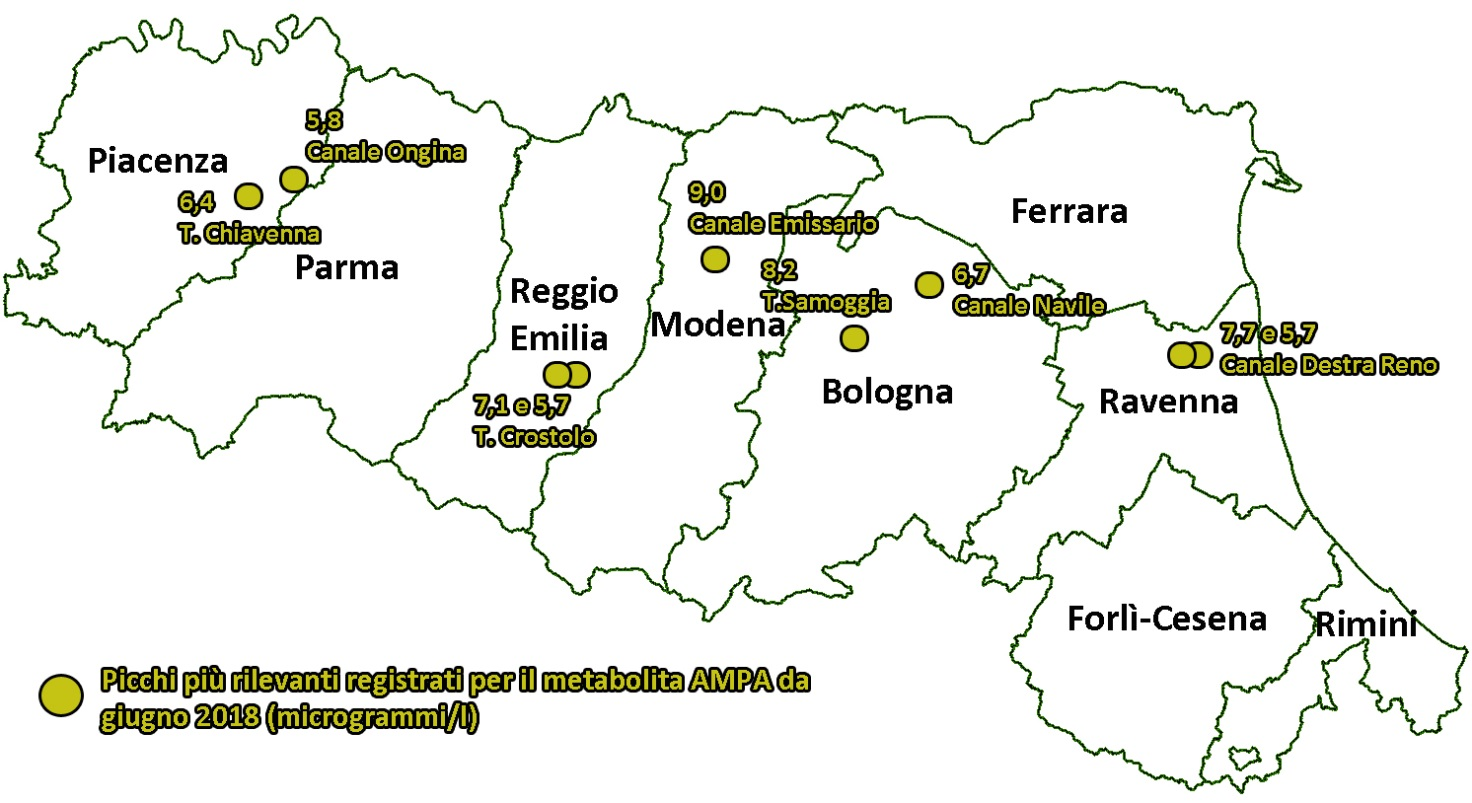 5,8
Canale Ongina
Piacenza
6,4
T. Chiavenna
Parma
Reggio
Emilia
7,1 e 5,7
T. Crostolo
9,0
Canale Emissario
Modena
8,2
T.Samoggia
Bologna
6,7
Canale Navile
Ferrara
7,7 e 5,7
Canale Destra Reno
Ravenna
Forlì-Cesena
Rimini
Picchi più rilevanti registrati per il metabolita AMPA da
giugno 2018 (microgrammi/l)